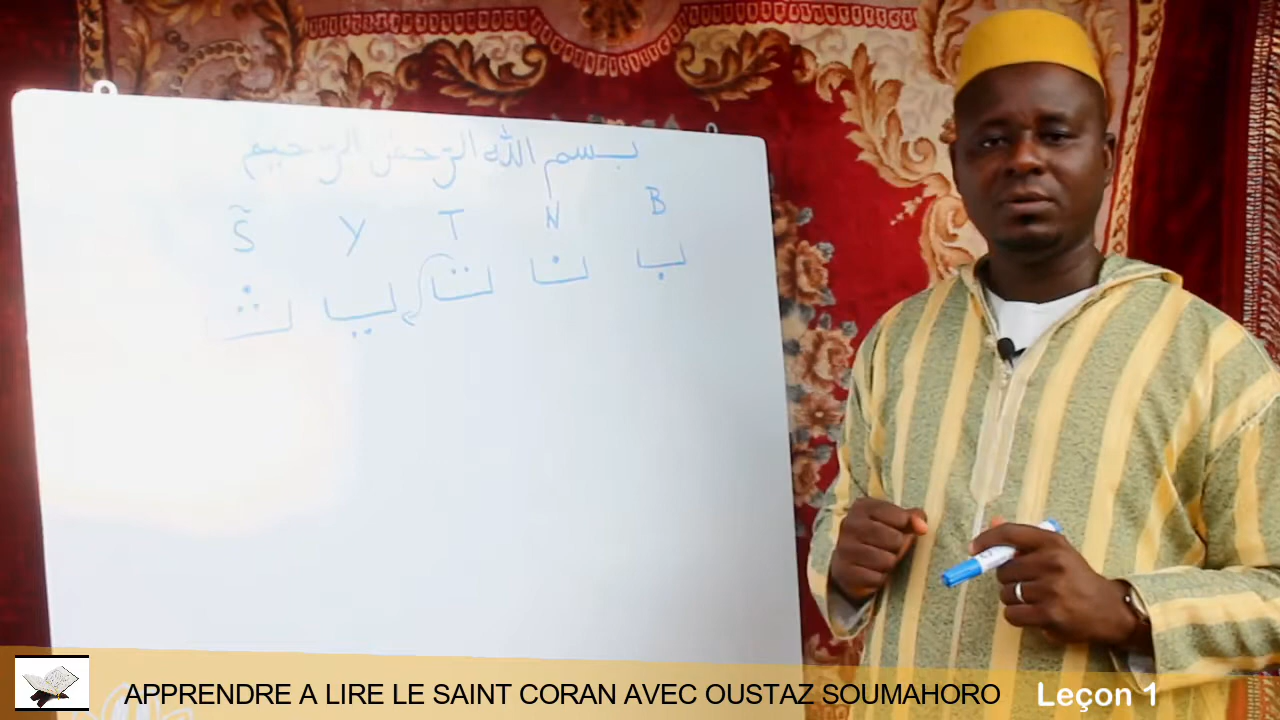 بسم الله الرحمن الرحيم
S̃ Y T N B
ث ى ت ن ب
APPRENDRE A LIRE LE SAINT CORAN AVEC OUSTAZ SOUMAHORO Leçon 1